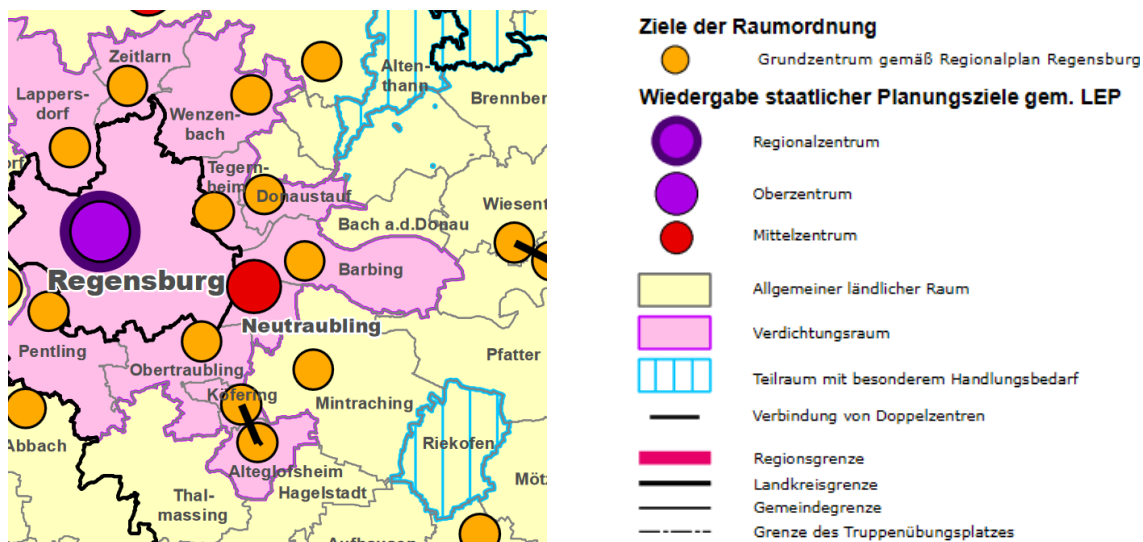 Zeitlarn
Lappers-
dorf
Wenzen-
bach
Alten-
thann
Brennber
orf
Tegern-
heim
Donaustauf
Wiesent
Bach a.d.Donau
Barbing
Regensburg
Neutraubling
Pentling
Obertraubling
Pfatter
Köfering
Mintraching
Abbach
Riekofen
Alteglofsheim
Hagelstadt
Thal-
massing
Mötz
Aufhausen
Ziele der Raumordnung
Grundzentrum gemäß Regionalplan Regensburg
Wiedergabe staatlicher Planungsziele gem. LEP
Regionalzentrum
Oberzentrum
Mittelzentrum
Allgemeiner ländlicher Raum
Verdichtungsraum
Teilraum mit besonderem Handlungsbedarf
Verbindung von Doppelzentren
Regionsgrenze
Landkreisgrenze
Gemeindegrenze
Grenze des Truppenübungsplatzes